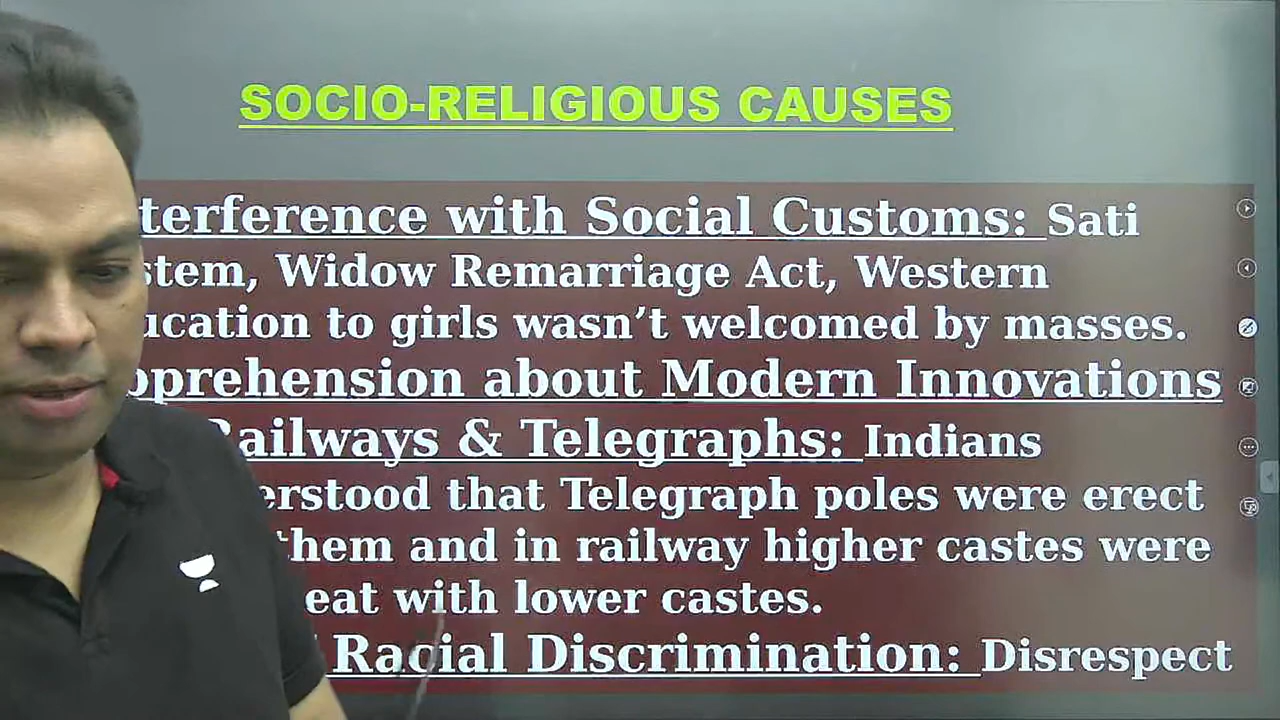 SOCIO-RELIGIOUS CAUSES
terference with Social Customs: Sati
stem, Widow Remarriage Act, Western
ucation to girls wasn’t welcomed by masses.
pprehension about Modern Innovations
Railways & Telegraphs: Indians
erstood that Telegraph poles were erect
them and in railway higher castes were
eat with lower castes.
Racial Discrimination: Disrespect